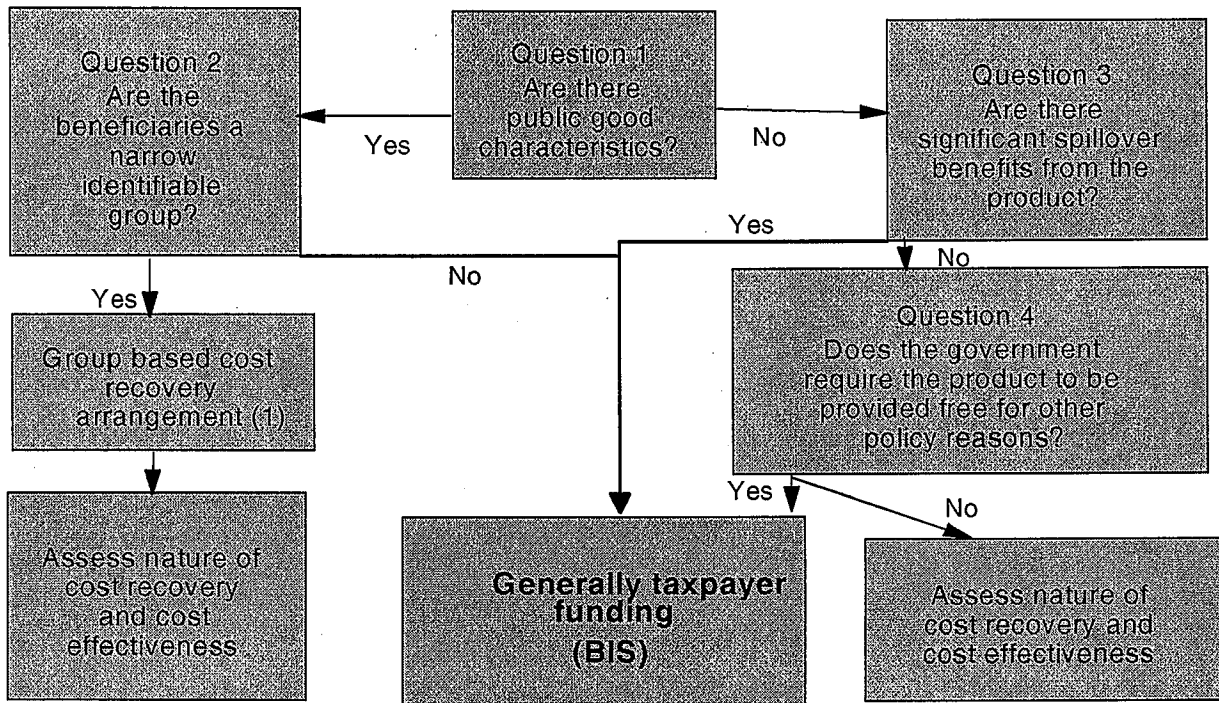 Question 2
Are the
beneficiaries a
narrow
identifiable
group?
Yes
Question 1
Are there
public good
characteristics?
No
Question 3
Are there
significant spillover
benefits from the
product?
Yes
No
No
Yes
Group based cost
recovery
arrangement (1)
Question 4
Does the government
require the product to be
provided free for other
policy reasons?
Yes
No
Assess nature of
cost recovery
and cost
effectiveness
Generally taxpayer
funding
(BIS)
Assess nature of
cost recovery and
cost effectiveness